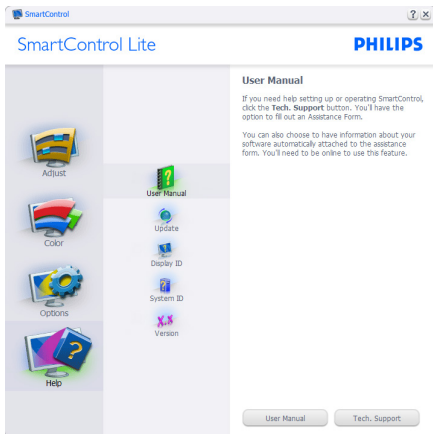 SmartControl
SmartControl Lite
PHILIPS
Adjust
Color
Options
Help
User Manual
Update
Display ID
System ID
Version
User Manual
If you need help setting up or operating SmartControl,
click the Tech. Support button. You'll have the
option to fill out an Assistance Form.
You can also choose to have information about your
software automatically attached to the assistance
form. You'll need to be online to use this feature.
User Manual
Tech. Support